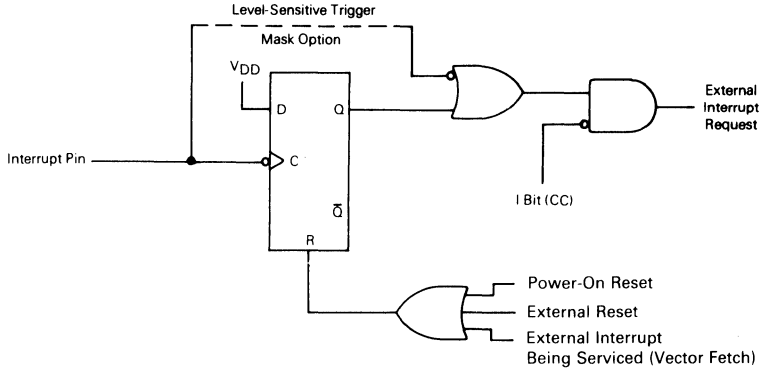 Level-Sensitive Trigger
Mask Option
VDD
D
Q
External
Interrupt
Request
Interrupt Pin
C
I Bit (CC)
Q̅
R
Power-On Reset
External Reset
External Interrupt
Being Serviced (Vector Fetch)